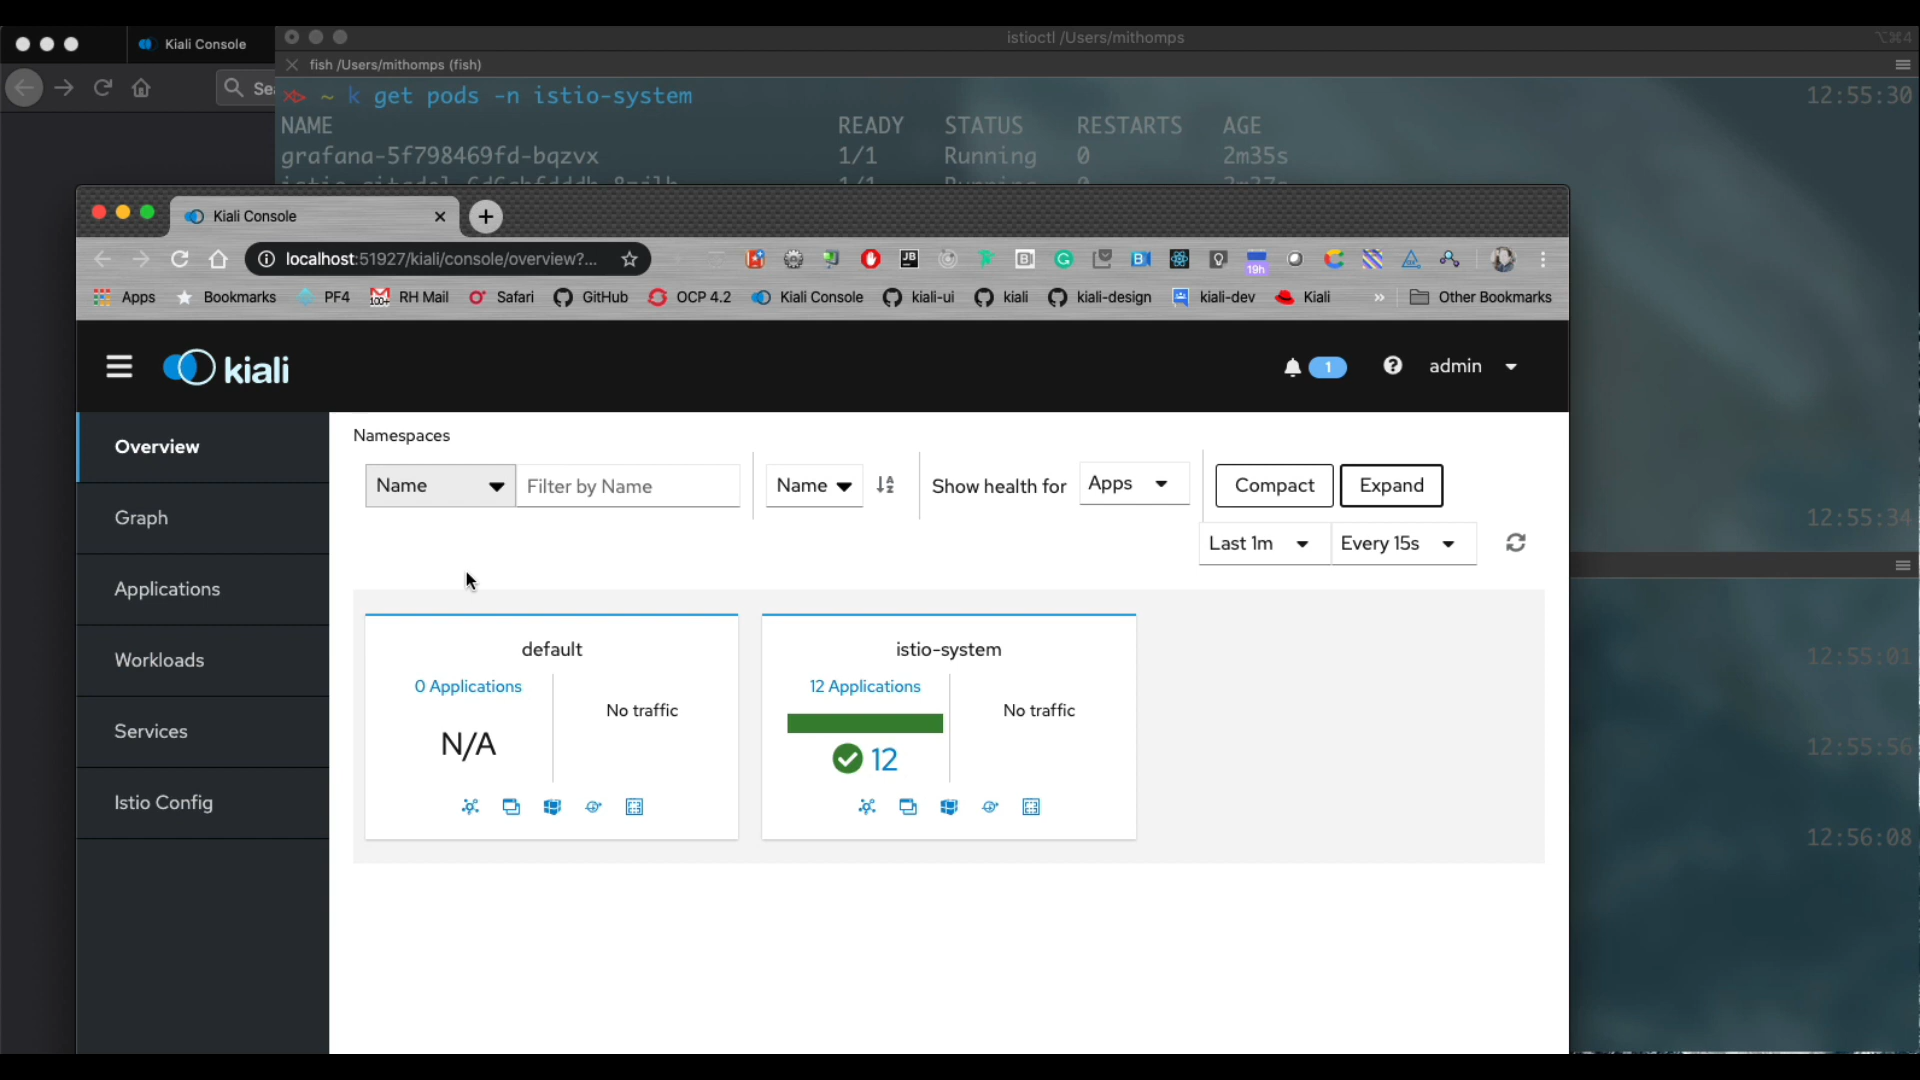 Kiali Console
istioctl /Users/mithomps
⌥⌘4
fish /Users/mithomps (fish)
~ k get pods -n istio-system
12:55:30
NAME READY STATUS RESTARTS AGE
grafana-5f798469fd-bqzvx 1/1 Running 0 2m35s
Kiali Console
localhost:51927/kiali/console/overview?...
JB
19h
Apps
Bookmarks
PF4
100+
RH Mail
Safari
GitHub
OCP 4.2
Kiali Console
kiali-ui
kiali
kiali-design
kiali-dev
Kiali
»
Other Bookmarks
kiali
1
admin
Overview
Graph
Applications
Workloads
Services
Istio Config
Namespaces
Name
Filter by Name
Name
Show health for
Apps
Compact
Expand
12:55:34
Last 1m
Every 15s
default
0 Applications
N/A
No traffic
istio-system
12 Applications
12
No traffic
12:55:01
12:55:56
12:56:08